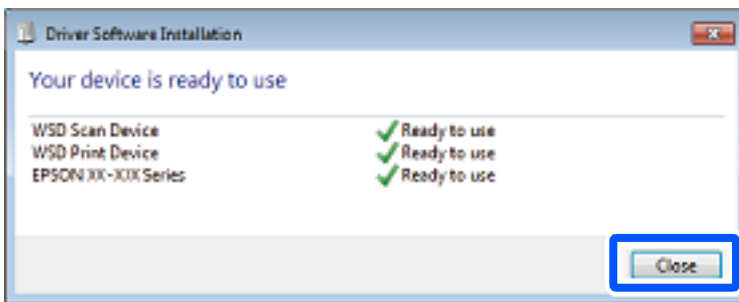 Driver Software Installation
Your device is ready to use
WSD Scan Device Ready to use
WSD Print Device Ready to use
EPSON XX-XXX Series Ready to use
Close